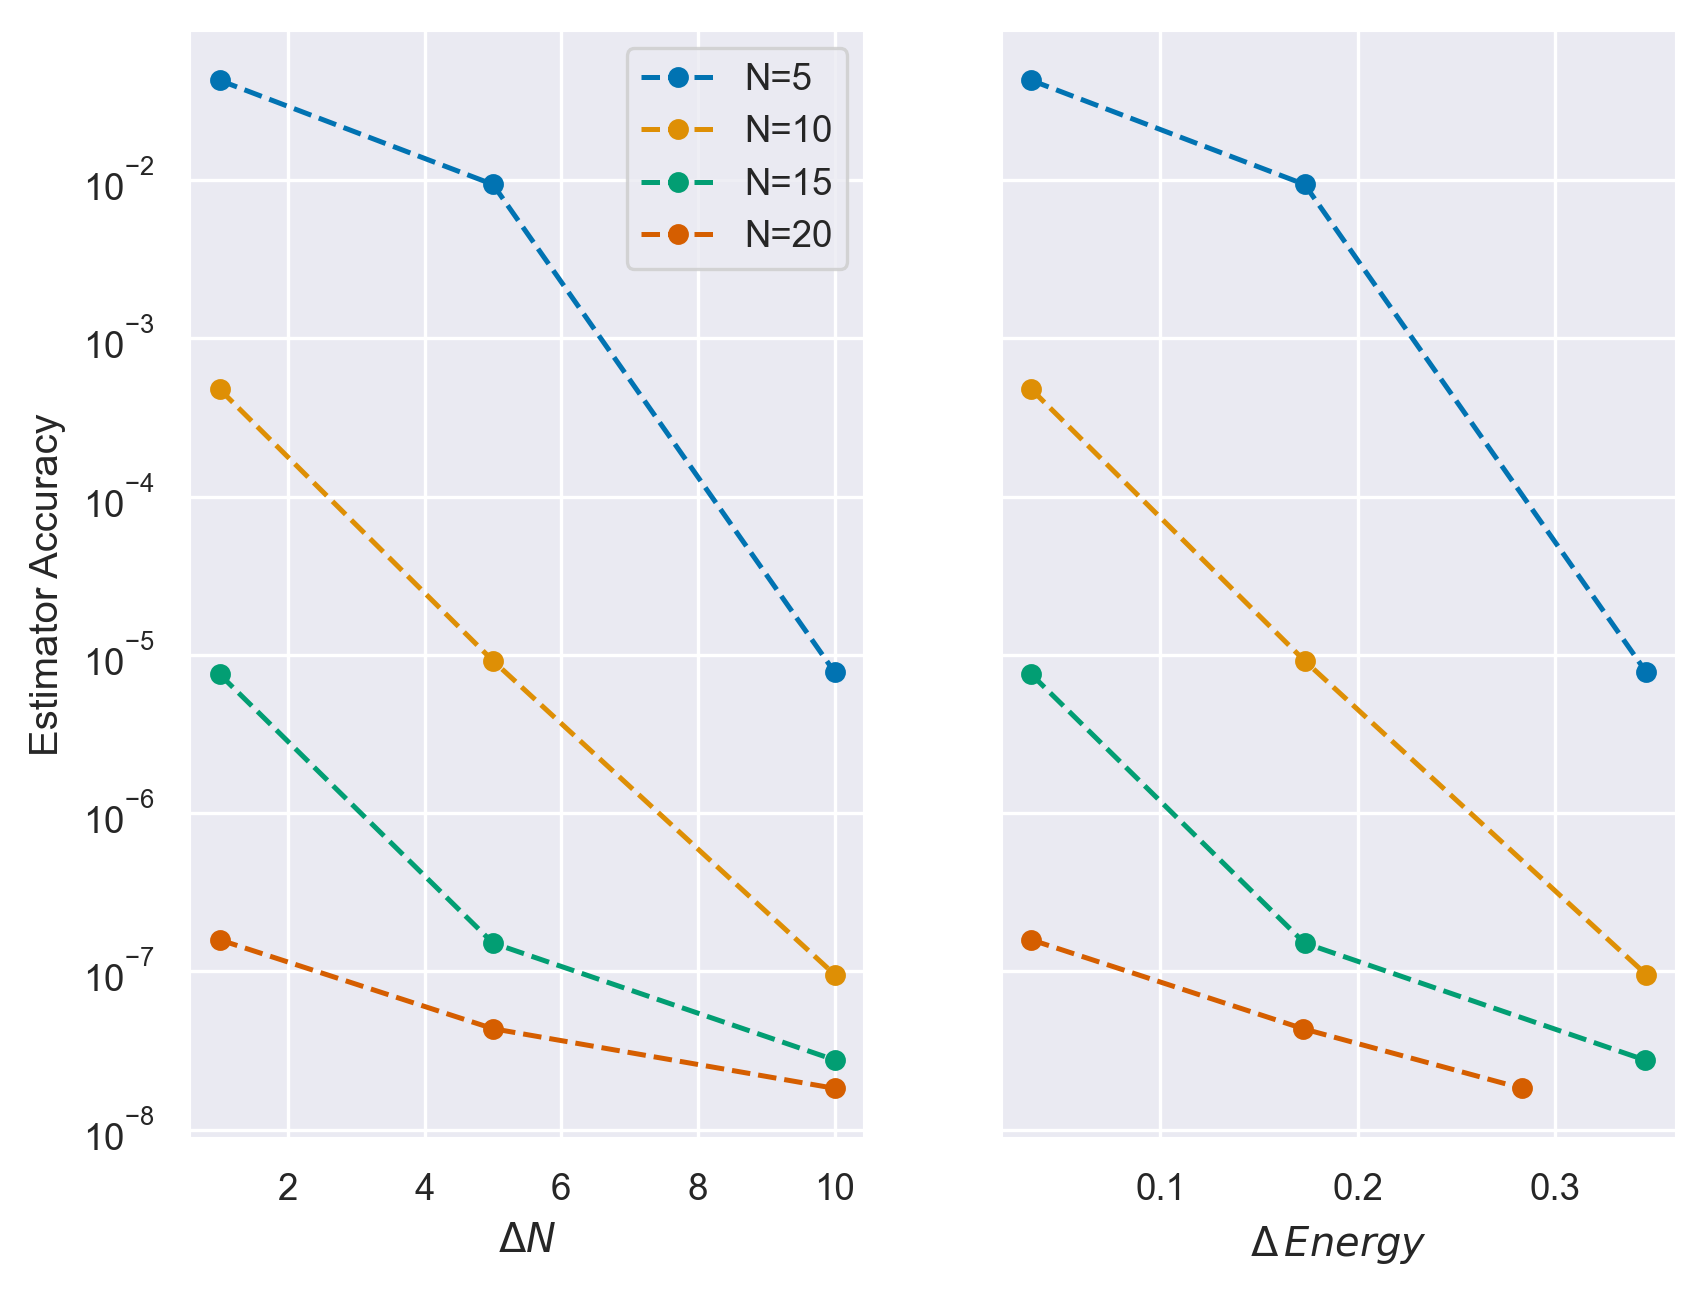 Estimator Accuracy
10⁻²
10⁻³
10⁻⁴
10⁻⁵
10⁻⁶
10⁻⁷
10⁻⁸
N=5
N=10
N=15
N=20
2 4 6 8 10
ΔN
0.1 0.2 0.3
Δ Energy